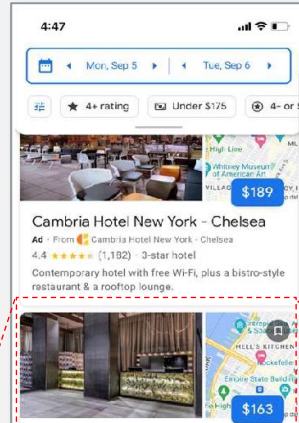 4:47
Mon, Sep 5
Tue, Sep 6
4+ rating
Under $175
4- or
High Line
Whitney Museum
of American Art
$189
Cambria Hotel New York - Chelsea
Ad · From Cambria Hotel New York - Chelsea
4.4 ★★★★★ (1,182) · 3-star hotel
Contemporary hotel with free Wi-Fi, plus a bistro-style
restaurant & a rooftop lounge.
HELL'S KITCHEN
Empire State Building
$163